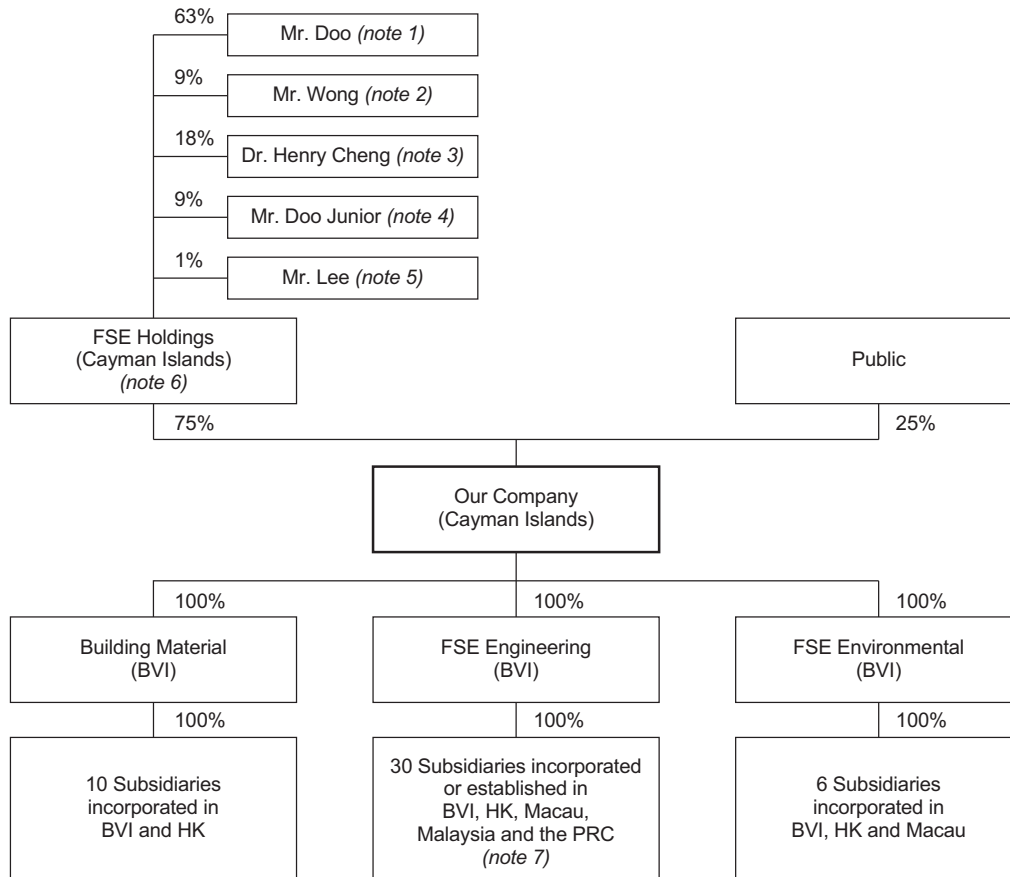 63%
Mr. Doo (note 1)
9%
Mr. Wong (note 2)
18%
Dr. Henry Cheng (note 3)
9%
Mr. Doo Junior (note 4)
1%
Mr. Lee (note 5)
FSE Holdings
(Cayman Islands)
(note 6)
Public
75%
25%
Our Company
(Cayman Islands)
100%
100%
100%
Building Material
(BVI)
FSE Engineering
(BVI)
FSE Environmental
(BVI)
100%
100%
100%
10 Subsidiaries
incorporated in
BVI and HK
30 Subsidiaries incorporated
or established in
BVI, HK, Macau,
Malaysia and the PRC
(note 7)
6 Subsidiaries
incorporated in
BVI, HK and Macau